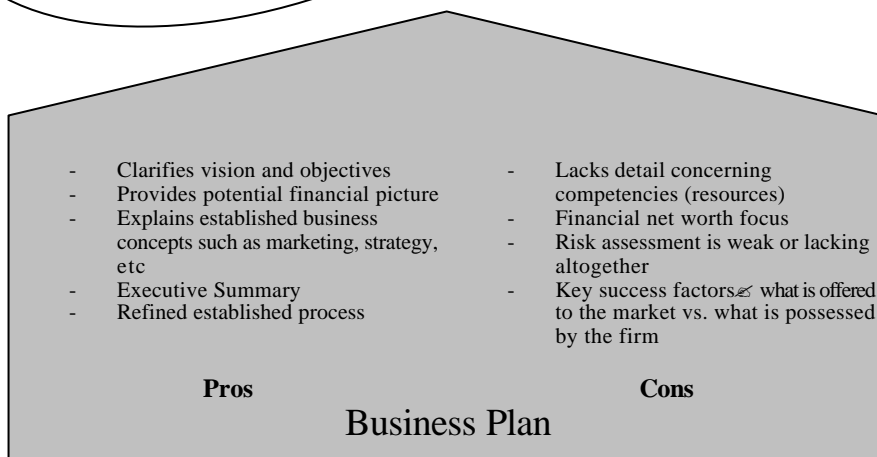 - Clarifies vision and objectives
- Provides potential financial picture
- Explains established business
concepts such as marketing, strategy,
etc
- Executive Summary
- Refined established process
Pros
- Lacks detail concerning
competencies (resources)
- Financial net worth focus
- Risk assessment is weak or lacking
altogether
- Key success factors✍ what is offered
to the market vs. what is possessed
by the firm
Cons
Business Plan